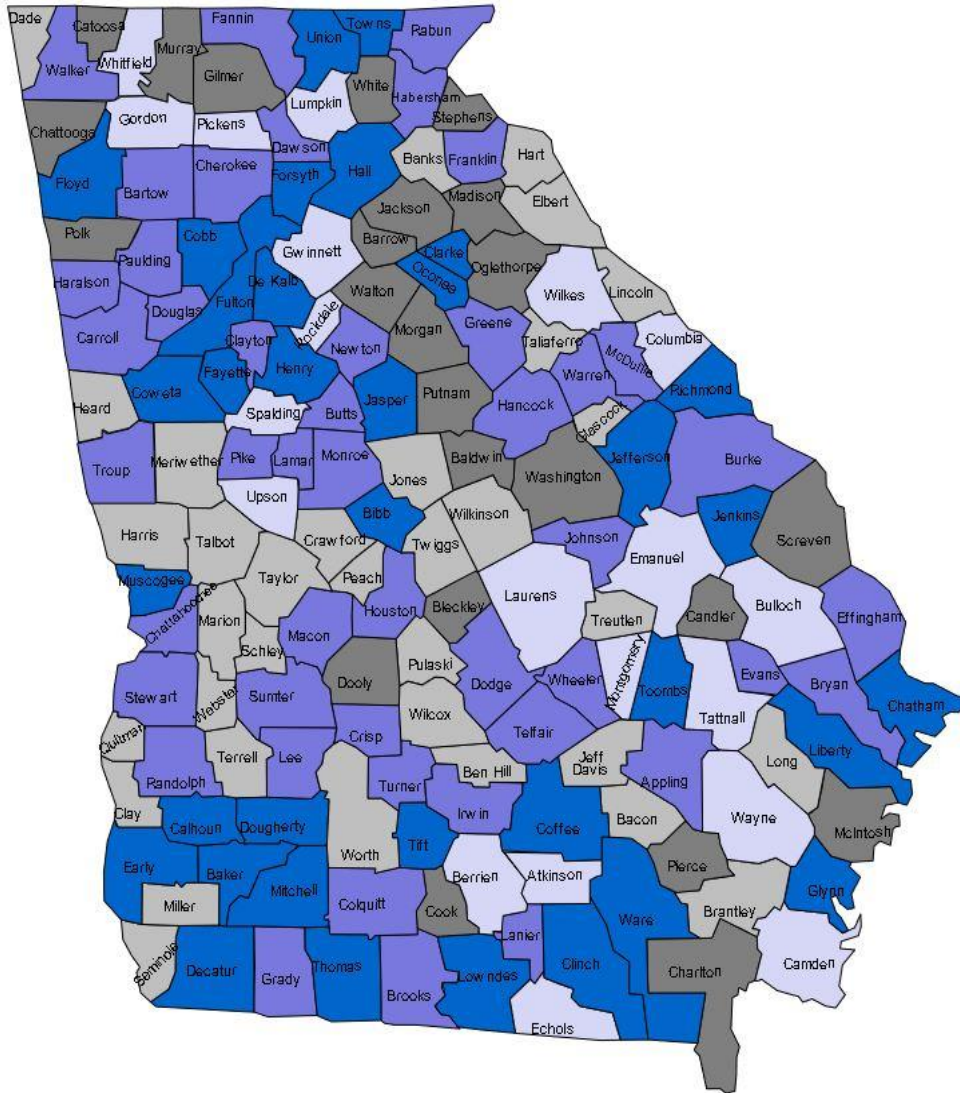 Dade
Catoosa
Fannin
Towns
Rabun
Union
Murray
Whitfield
Walker
Gilmer
White
Habersham
Lumpkin
Stephens
Gordon
Pickens
Chattooga
Dawson
Banks
Franklin
Hart
Cherokee
Hall
Forsyth
Floyd
Bartow
Madison
Elbert
Jackson
Polk
Cobb
Barrow
Clarke
Gwinnett
Oconee
Oglethorpe
Paulding
Haralson
De Kalb
Walton
Wilkes
Lincoln
Fulton
Douglas
Rockdale
Morgan
Greene
Carroll
Clayton
Newton
Taliaferro
Columbia
McDuffie
Fayette
Henry
Warren
Coweta
Jasper
Putnam
Richmond
Heard
Hancock
Spalding
Butts
Glascock
Baldwin
Jefferson
Burke
Meriwether
Pike
Lamar
Monroe
Troup
Jones
Washington
Upson
Bibb
Wilkinson
Jenkins
Harris
Talbot
Crawford
Twiggs
Johnson
Screven
Emanuel
Taylor
Peach
Muscogee
Laurens
Chattahoochee
Marion
Houston
Bleckley
Bulloch
Effingham
Macon
Treutlen
Candler
Schley
Pulaski
Montgomery
Dooly
Dodge
Wheeler
Evans
Stewart
Webster
Sumter
Toombs
Bryan
Chatham
Wilcox
Tattnall
Quitman
Crisp
Telfair
Liberty
Terrell
Lee
Jeff
Davis
Long
Randolph
Turner
Ben Hill
Appling
Clay
Irwin
Wayne
Calhoun
Dougherty
Coffee
Bacon
McIntosh
Tift
Worth
Early
Baker
Mitchell
Berrien
Atkinson
Pierce
Glynn
Miller
Colquitt
Cook
Ware
Brantley
Lanier
Seminole
Decatur
Grady
Thomas
Brooks
Lowndes
Clinch
Charlton
Camden
Echols